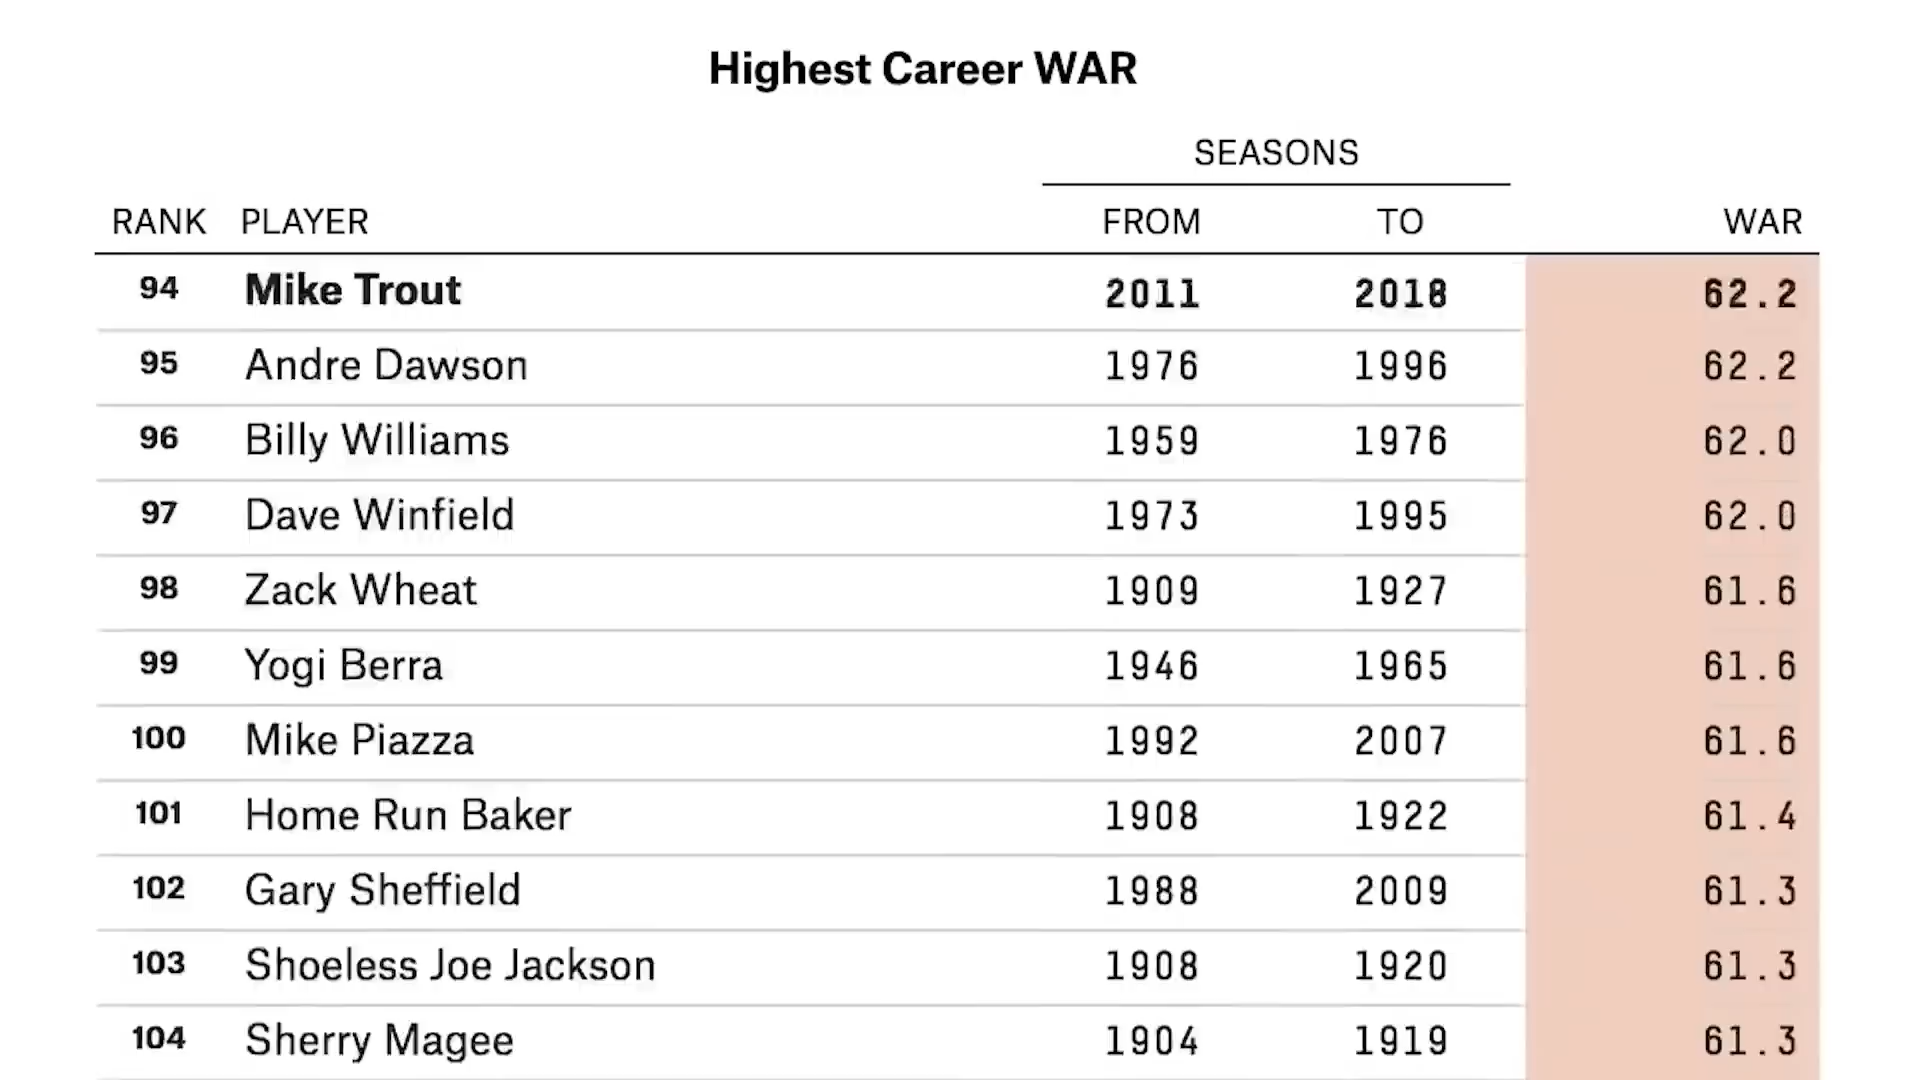 Highest Career WAR
SEASONS
RANK PLAYER FROM TO WAR
94 Mike Trout 2011 2018 62.2
95 Andre Dawson 1976 1996 62.2
96 Billy Williams 1959 1976 62.0
97 Dave Winfield 1973 1995 62.0
98 Zack Wheat 1909 1927 61.6
99 Yogi Berra 1946 1965 61.6
100 Mike Piazza 1992 2007 61.6
101 Home Run Baker 1908 1922 61.4
102 Gary Sheffield 1988 2009 61.3
103 Shoeless Joe Jackson 1908 1920 61.3
104 Sherry Magee 1904 1919 61.3